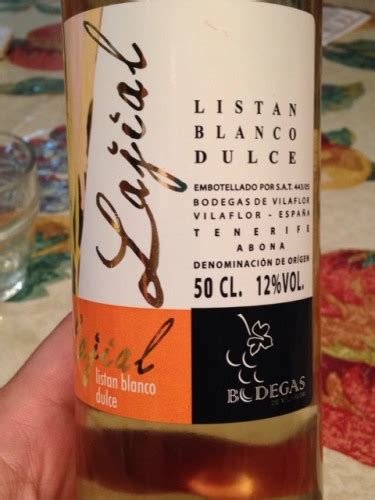 Lajial
LISTAN
BLANCO
DULCE
EMBOTELLADO POR S.A.T. 443/05
BODEGAS DE VILAFLOR
VILAFLOR - ESPAÑA
TENERIFE
ABONA
DENOMINACIÓN DE ORÍGEN
50 CL. 12%VOL.
Lajial
listan blanco
dulce
BODEGAS